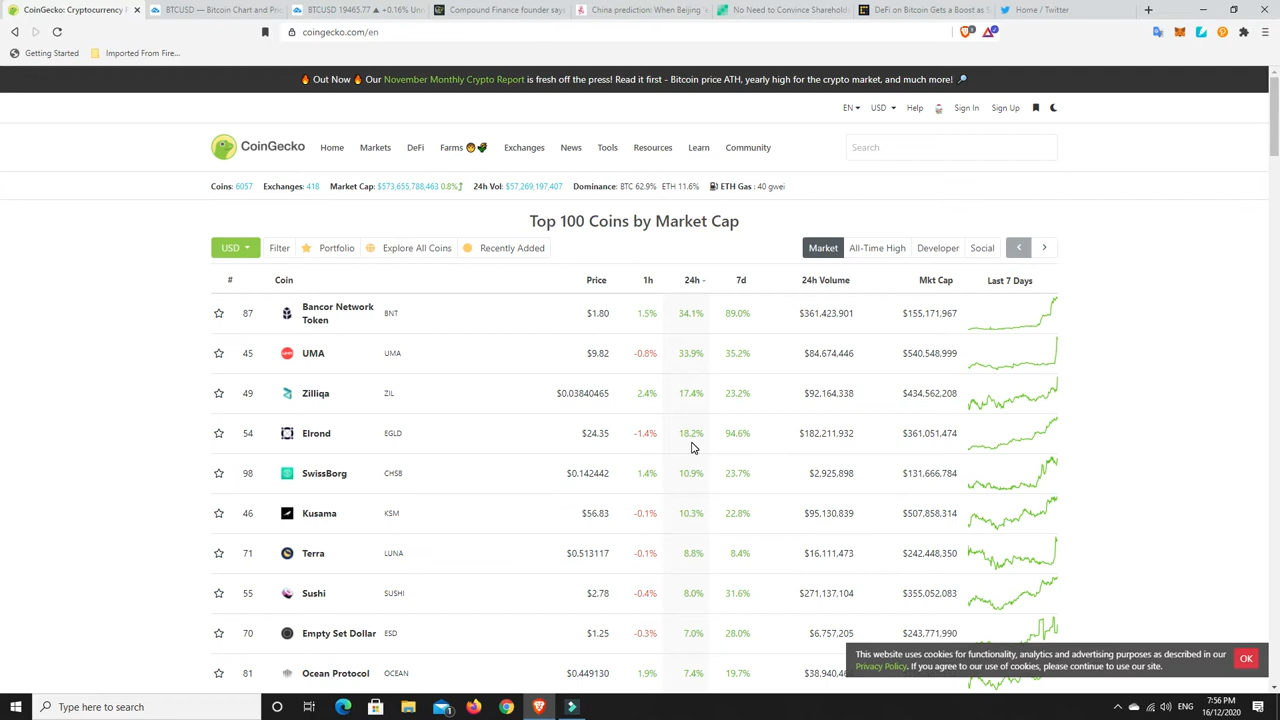 CoinGecko: Cryptocurrency P
BTCUSD — Bitcoin Chart and Pri
BTCUSD 19465.77 ▲ +0.16% Unn
Compound Finance founder says
China prediction: When Beijing
No Need to Convince Sharehold
DeFi on Bitcoin Gets a Boost as S
Home / Twitter
coingecko.com/en
Getting Started
Imported From Fire...
Out Now Our November Monthly Crypto Report is fresh off the press! Read it first - Bitcoin price ATH, yearly high for the crypto market, and much more!
EN USD Help Sign In Sign Up
CoinGecko Home Markets DeFi Farms Exchanges News Tools Resources Learn Community Search
Coins: 6057 Exchanges: 418 Market Cap: $573,655,788,463 0.8% 24h Vol: $57,269,197,407 Dominance: BTC 62.9% ETH 11.6% ETH Gas : 40 gwei
Top 100 Coins by Market Cap
USD Filter Portfolio Explore All Coins Recently Added Market All-Time High Developer Social
# Coin Price 1h 24h 7d 24h Volume Mkt Cap Last 7 Days
87 Bancor Network Token BNT $1.80 1.5% 34.1% 89.0% $361,423,901 $155,171,967
45 UMA UMA $9.82 -0.8% 33.9% 35.2% $84,674,446 $540,548,999
49 Zilliqa ZIL $0.03840465 2.4% 17.4% 23.2% $92,164,338 $434,562,208
54 Elrond EGLD $24.35 -1.4% 18.2% 94.6% $182,211,932 $361,051,474
98 SwissBorg CHSB $0.142442 1.4% 10.9% 23.7% $2,925,898 $131,666,784
46 Kusama KSM $56.83 -0.1% 10.3% 22.8% $95,130,839 $507,858,314
71 Terra LUNA $0.513117 -0.1% 8.8% 8.4% $16,111,473 $242,448,350
55 Sushi SUSHI $2.78 -0.4% 8.0% 31.6% $271,137,104 $355,052,083
70 Empty Set Dollar ESD $1.25 -0.3% 7.0% 28.0% $6,757,205 $243,771,990
81 Ocean Protocol OCEAN $0.449130 1.9% 7.4% 19.7% $38,940,4
This website uses cookies for functionality, analytics and advertising purposes as described in our
Privacy Policy. If you agree to our use of cookies, please continue to use our site.
OK
Type here to search
ENG
7:56 PM
16/12/2020